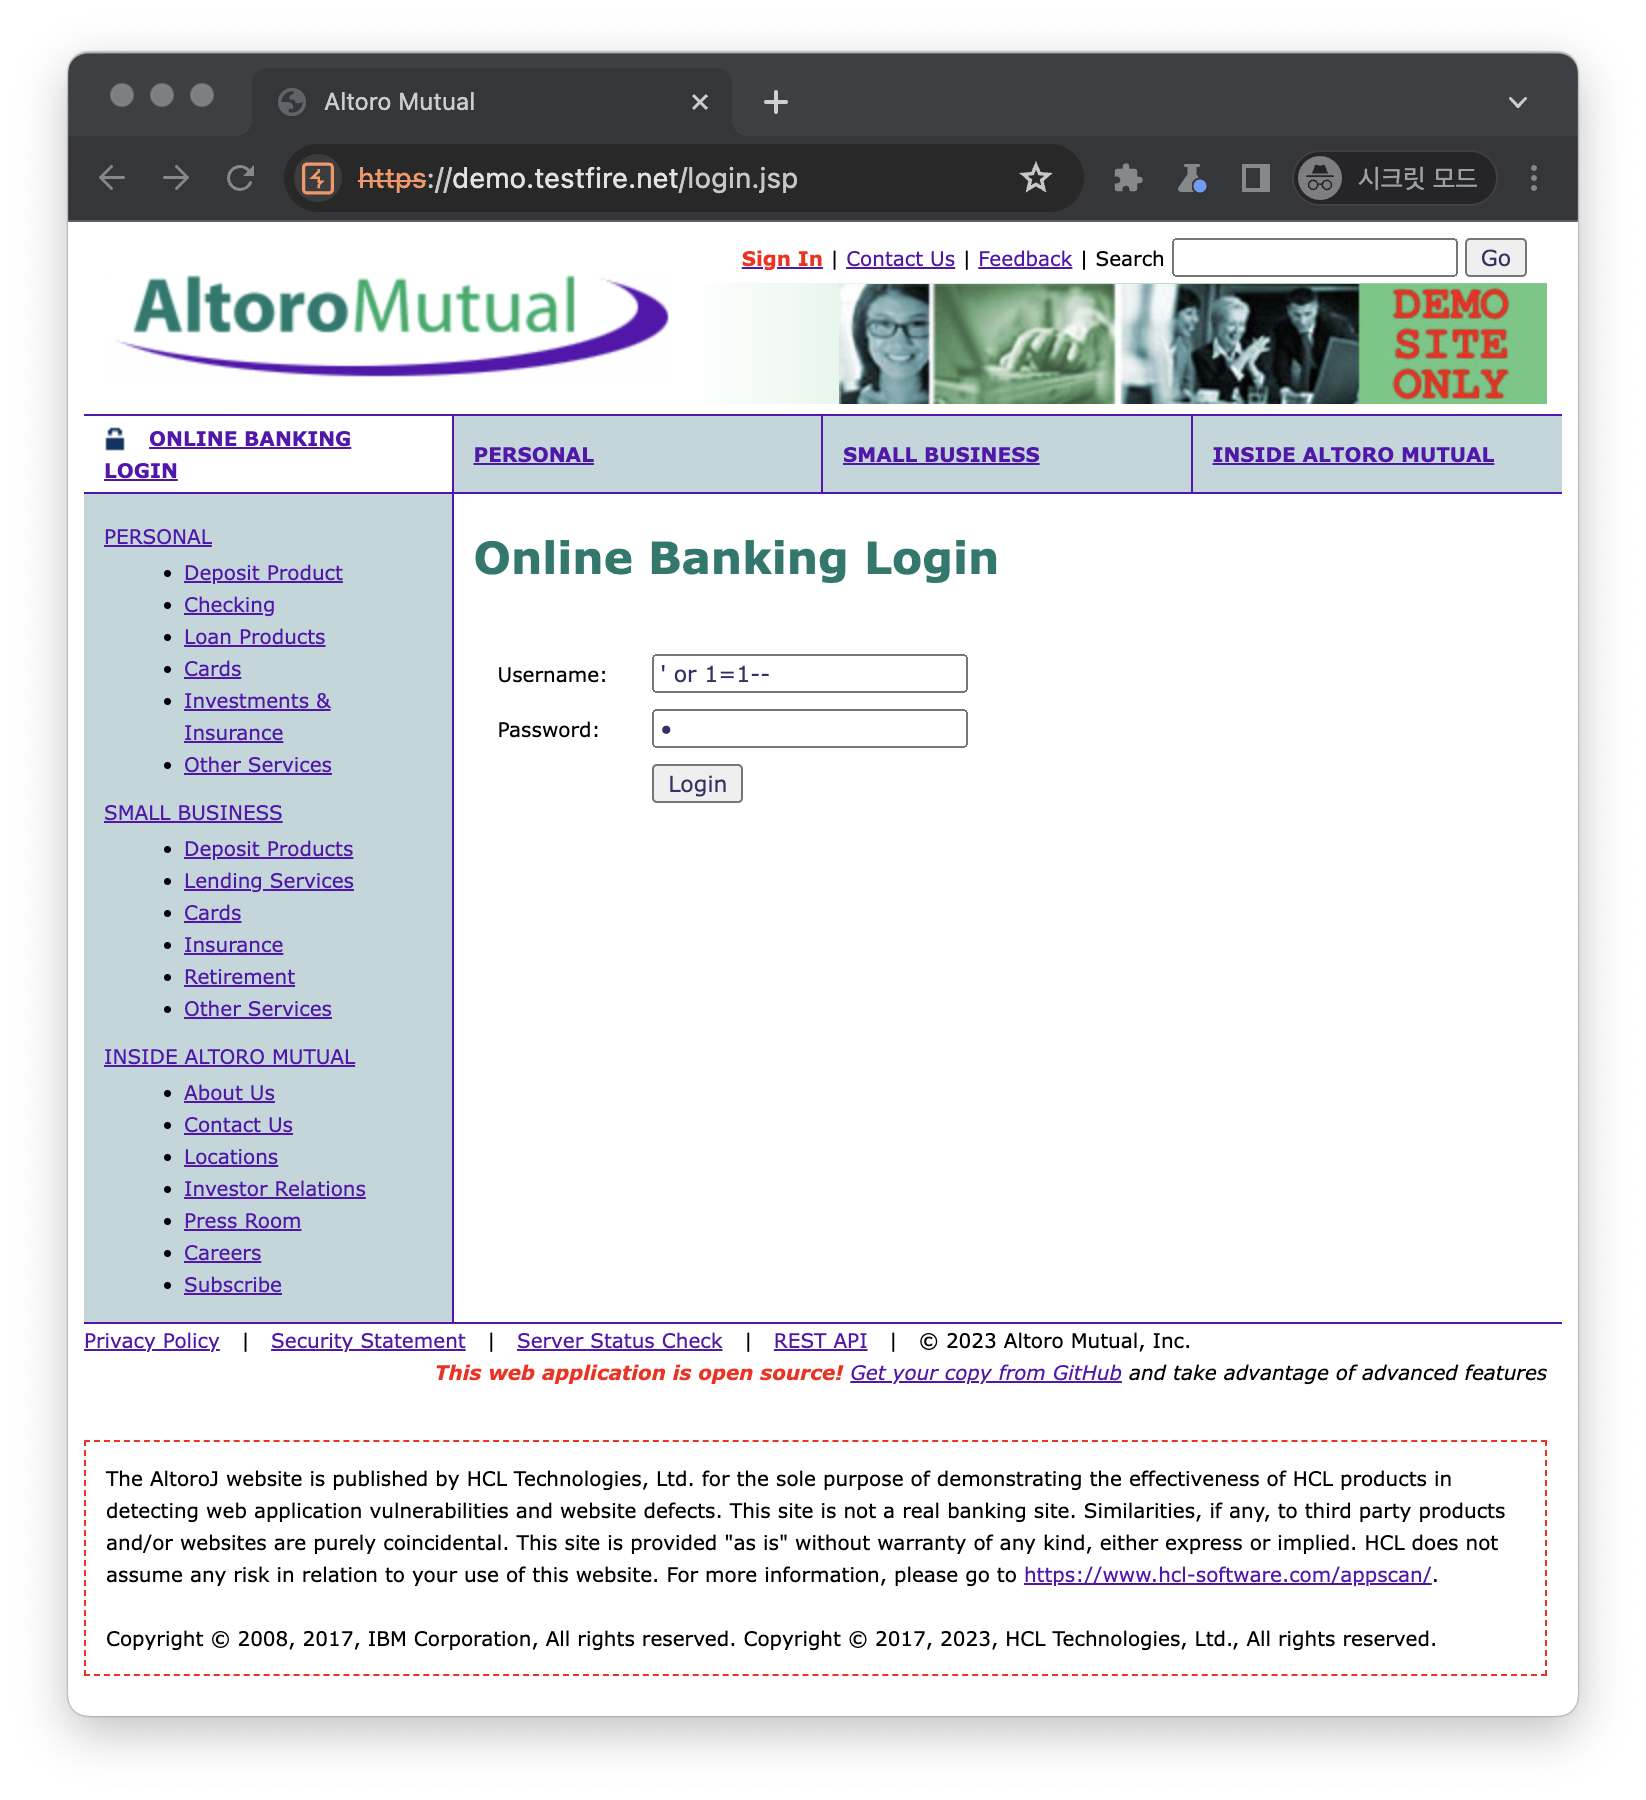 Altoro Mutual
https://demo.testfire.net/login.jsp
시크릿 모드
Sign In | Contact Us | Feedback | Search Go
AltoroMutual
DEMO
SITE
ONLY
ONLINE BANKING
LOGIN
PERSONAL
SMALL BUSINESS
INSIDE ALTORO MUTUAL
PERSONAL
• Deposit Product
• Checking
• Loan Products
• Cards
• Investments &
Insurance
• Other Services
SMALL BUSINESS
• Deposit Products
• Lending Services
• Cards
• Insurance
• Retirement
• Other Services
INSIDE ALTORO MUTUAL
• About Us
• Contact Us
• Locations
• Investor Relations
• Press Room
• Careers
• Subscribe
Online Banking Login
Username: ' or 1=1--
Password: •
Login
Privacy Policy | Security Statement | Server Status Check | REST API | © 2023 Altoro Mutual, Inc.
This web application is open source! Get your copy from GitHub and take advantage of advanced features
The AltoroJ website is published by HCL Technologies, Ltd. for the sole purpose of demonstrating the effectiveness of HCL products in
detecting web application vulnerabilities and website defects. This site is not a real banking site. Similarities, if any, to third party products
and/or websites are purely coincidental. This site is provided "as is" without warranty of any kind, either express or implied. HCL does not
assume any risk in relation to your use of this website. For more information, please go to https://www.hcl-software.com/appscan/.
Copyright © 2008, 2017, IBM Corporation, All rights reserved. Copyright © 2017, 2023, HCL Technologies, Ltd., All rights reserved.